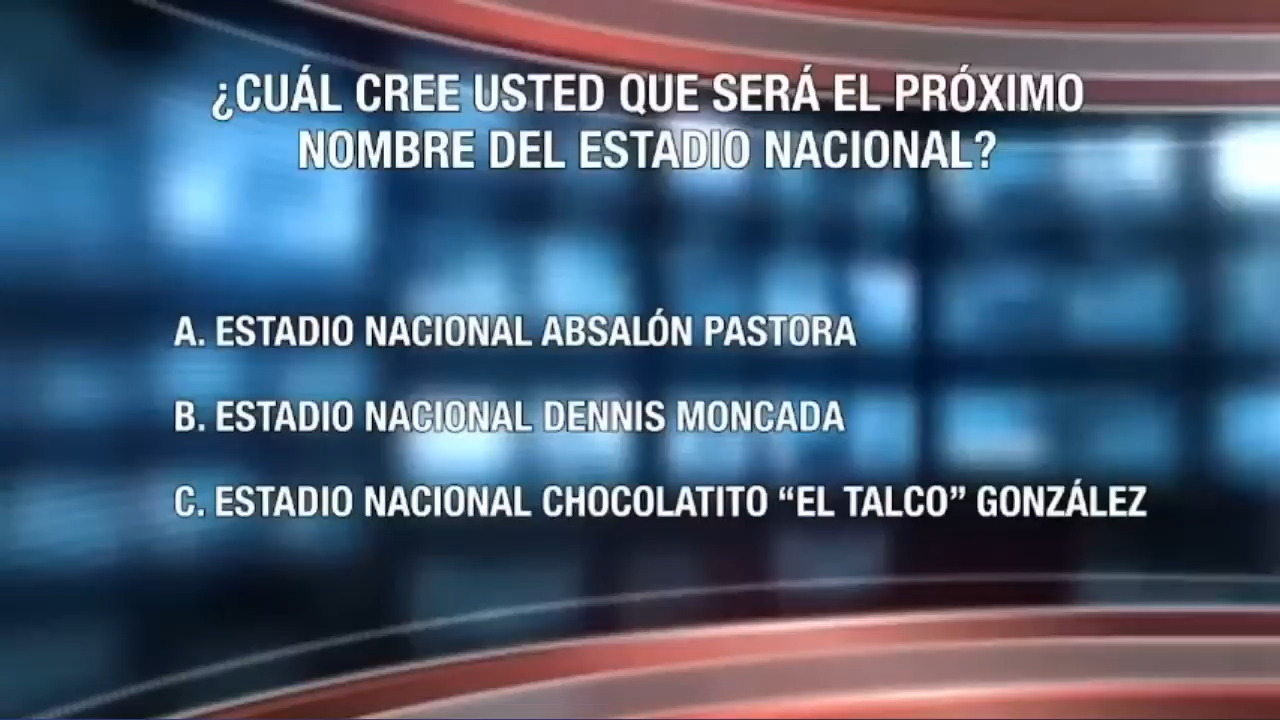 ¿CUÁL CREE USTED QUE SERÁ EL PRÓXIMO
NOMBRE DEL ESTADIO NACIONAL?
A. ESTADIO NACIONAL ABSALÓN PASTORA
B. ESTADIO NACIONAL DENNIS MONCADA
C. ESTADIO NACIONAL CHOCOLATITO “EL TALCO” GONZÁLEZ